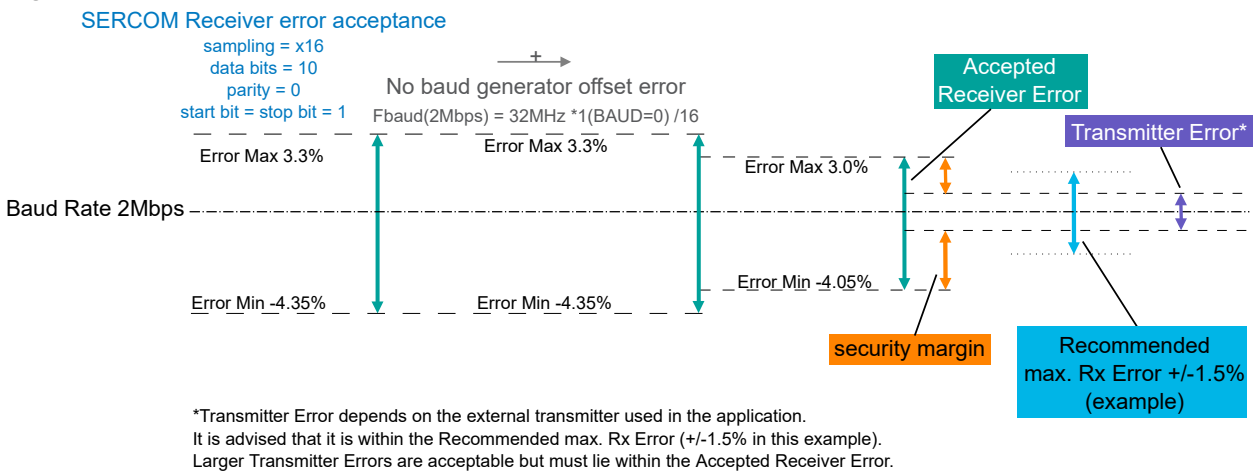 SERCOM Receiver error acceptance
sampling = x16
data bits = 10
parity = 0
start bit = stop bit = 1
+
No baud generator offset error
Fbaud(2Mbps) = 32MHz *1(BAUD=0) /16
Accepted
Receiver Error
Transmitter Error*
Error Max 3.3%
Error Max 3.3%
Error Max 3.0%
Baud Rate 2Mbps
Error Min -4.35%
Error Min -4.35%
Error Min -4.05%
security margin
Recommended
max. Rx Error +/-1.5%
(example)
*Transmitter Error depends on the external transmitter used in the application.
It is advised that it is within the Recommended max. Rx Error (+/-1.5% in this example).
Larger Transmitter Errors are acceptable but must lie within the Accepted Receiver Error.